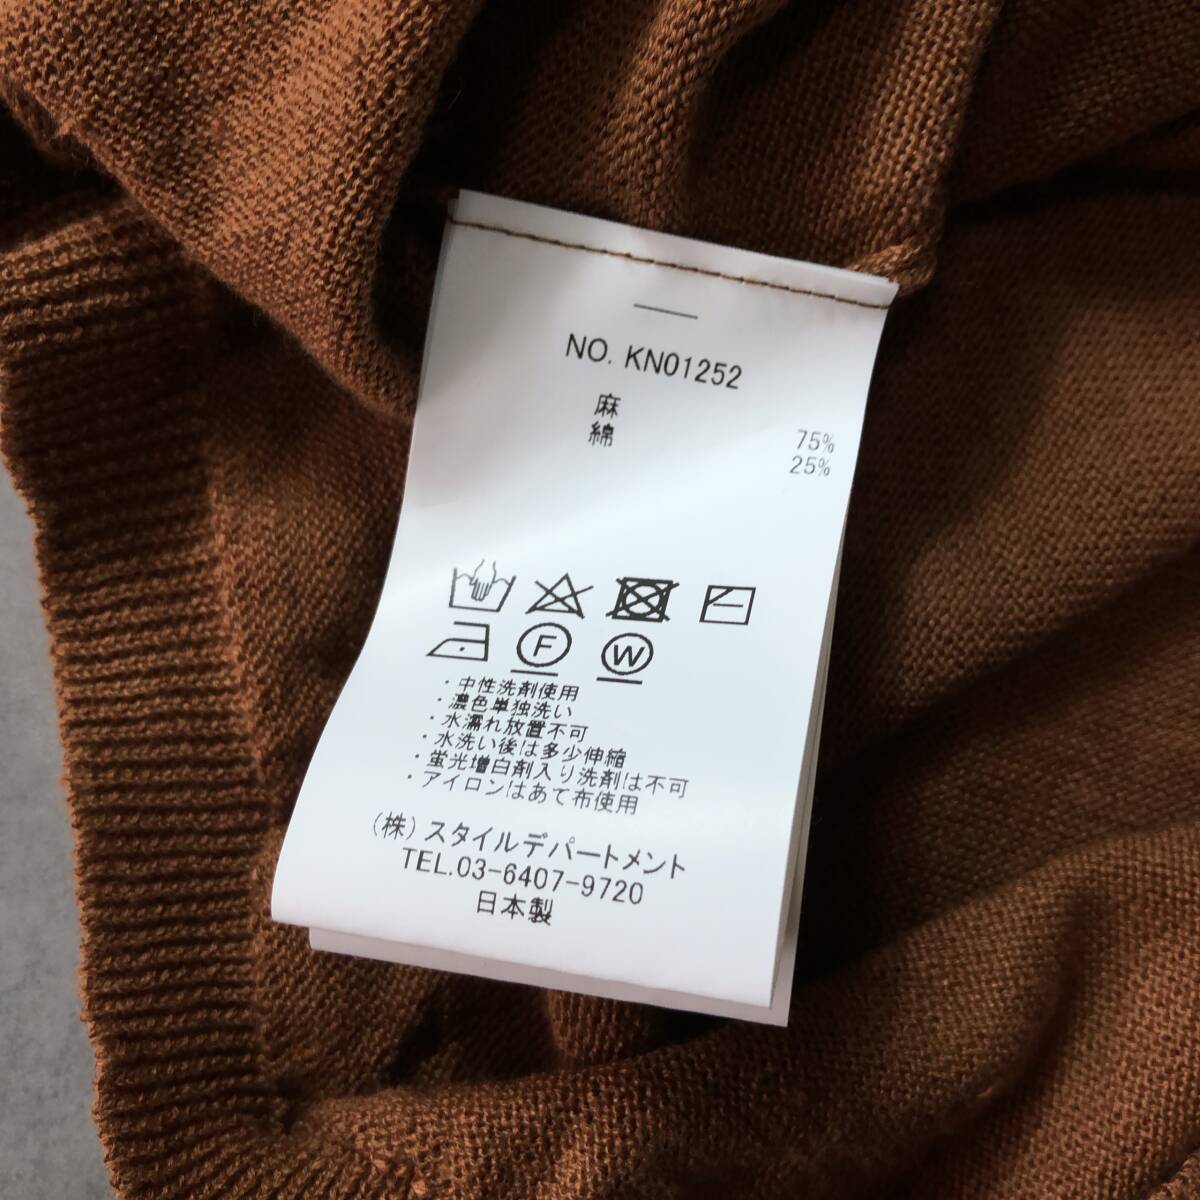 NO. KN01252
麻 75%
綿 25%
F W
・中性洗剤使用
・濃色単独洗い
・水濡れ放置不可
・水洗い後は多少伸縮
・蛍光増白剤入り洗剤は不可
・アイロンはあて布使用
(株)スタイルデパートメント
TEL.03-6407-9720
日本製